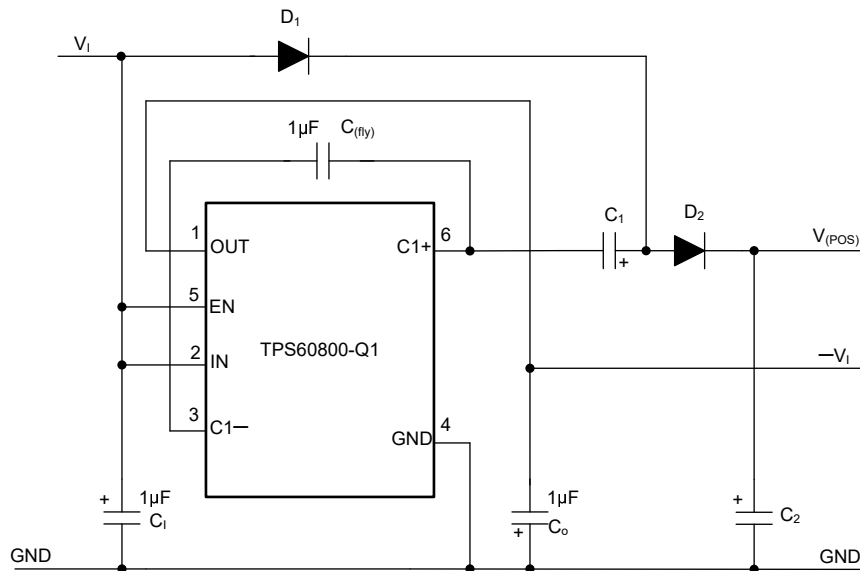 D1
VI
1µF C(fly)
1 OUT
C1+ 6
C1 +
D2
V(POS)
5 EN
2 IN
TPS60800-Q1
—VI
3 C1—
GND 4
+ 1µF
CI
1µF
+ Co
+ C2
GND
GND